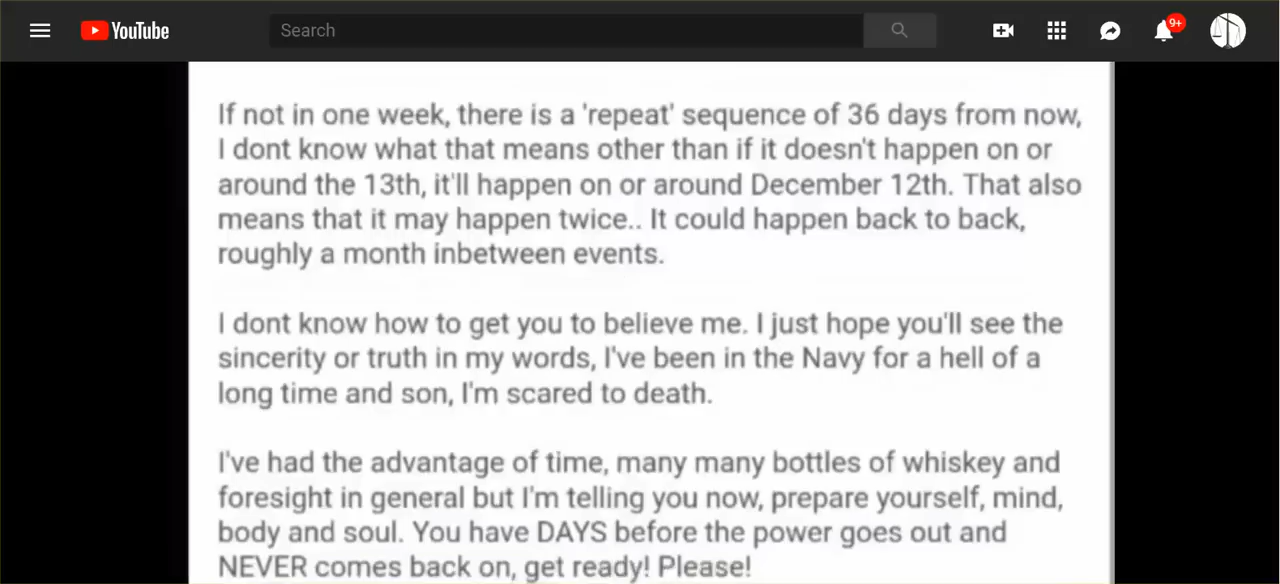 YouTube
Search
9+
If not in one week, there is a 'repeat' sequence of 36 days from now,
I dont know what that means other than if it doesn't happen on or
around the 13th, it'll happen on or around December 12th. That also
means that it may happen twice.. It could happen back to back,
roughly a month inbetween events.
I dont know how to get you to believe me. I just hope you'll see the
sincerity or truth in my words, I've been in the Navy for a hell of a
long time and son, I'm scared to death.
I've had the advantage of time, many many bottles of whiskey and
foresight in general but I'm telling you now, prepare yourself, mind,
body and soul. You have DAYS before the power goes out and
NEVER comes back on, get ready! Please!